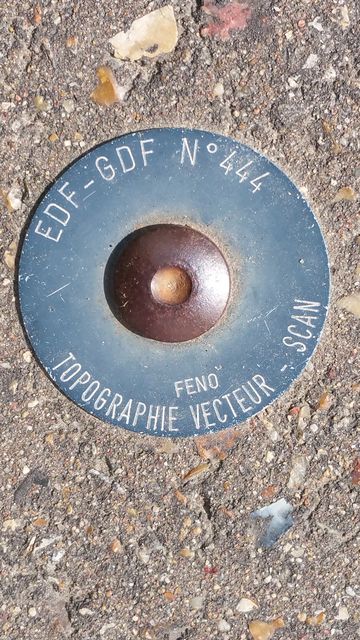 EDF-GDF N°444
FENO
TOPOGRAPHIE VECTEUR - SCAN